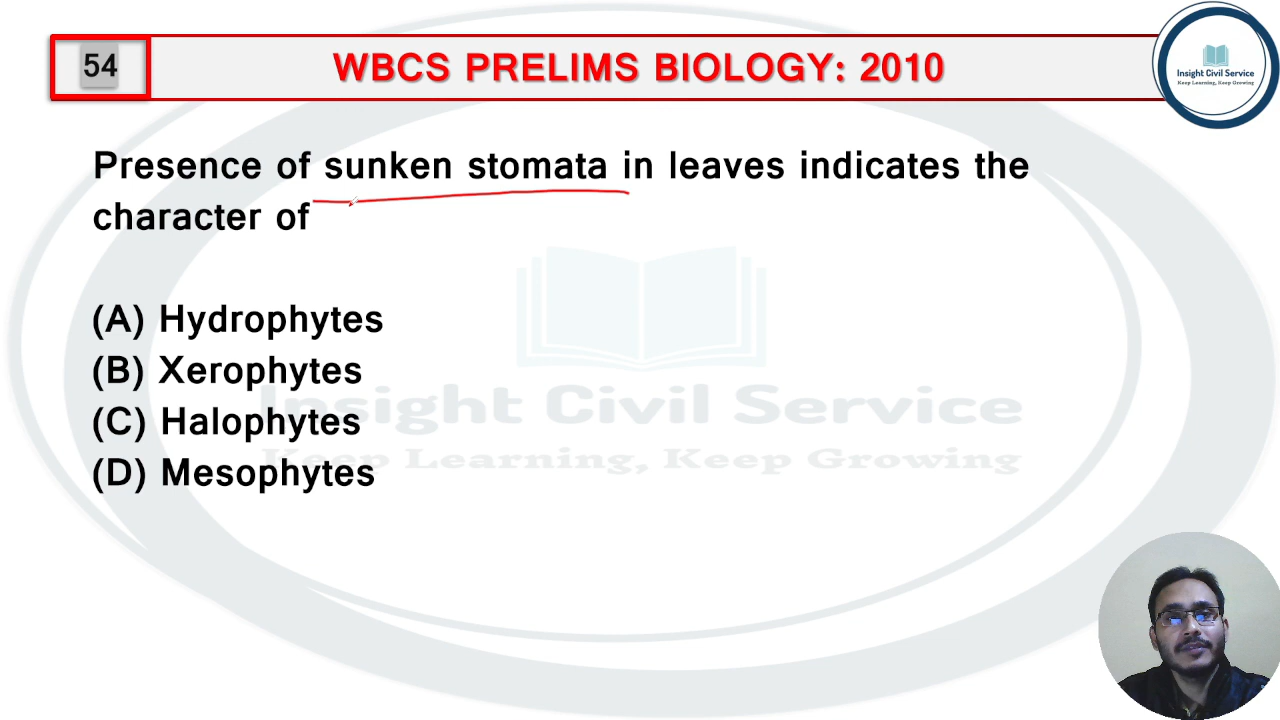 54
WBCS PRELIMS BIOLOGY: 2010
Insight Civil Service
Keep Learning, Keep Growing
Presence of sunken stomata in leaves indicates the
character of
(A) Hydrophytes
(B) Xerophytes
(C) Halophytes
(D) Mesophytes
Insight Civil Service
Keep Learning, Keep Growing